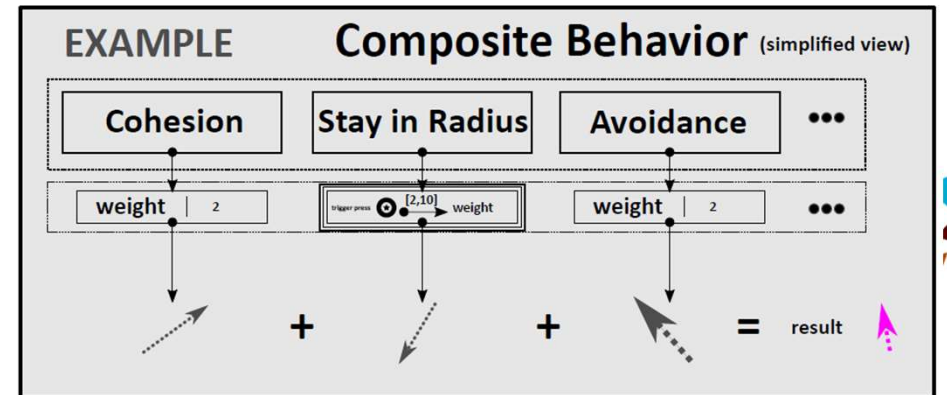 EXAMPLE Composite Behavior (simplified view)
Cohesion Stay in Radius Avoidance •••
weight | 2 trigger press [2,10] weight weight | 2 •••
+ + = result